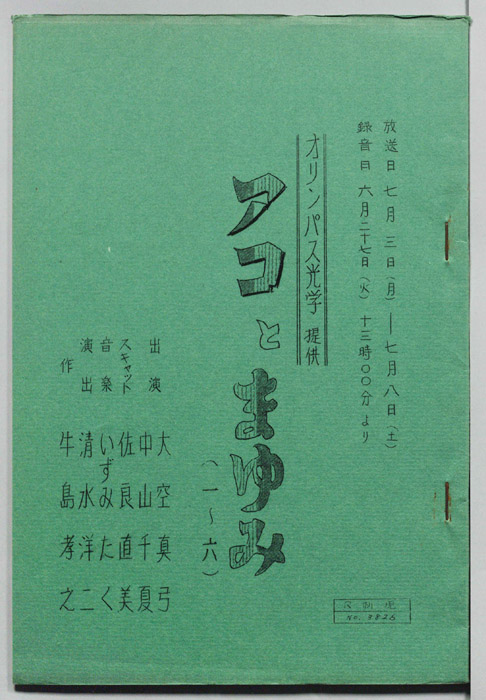 放送日 七月三日(月)―七月八日(土)
録音日 六月二十七日(火)十三時〇〇分より
オリンパス光学 提供
アコとまゆみ
(一〜六)
出演 大空真弓
中山千夏
スキャット 佐良直美
音楽 いずみたく
演出 清水洋二
作 牛島孝之
No. 9826